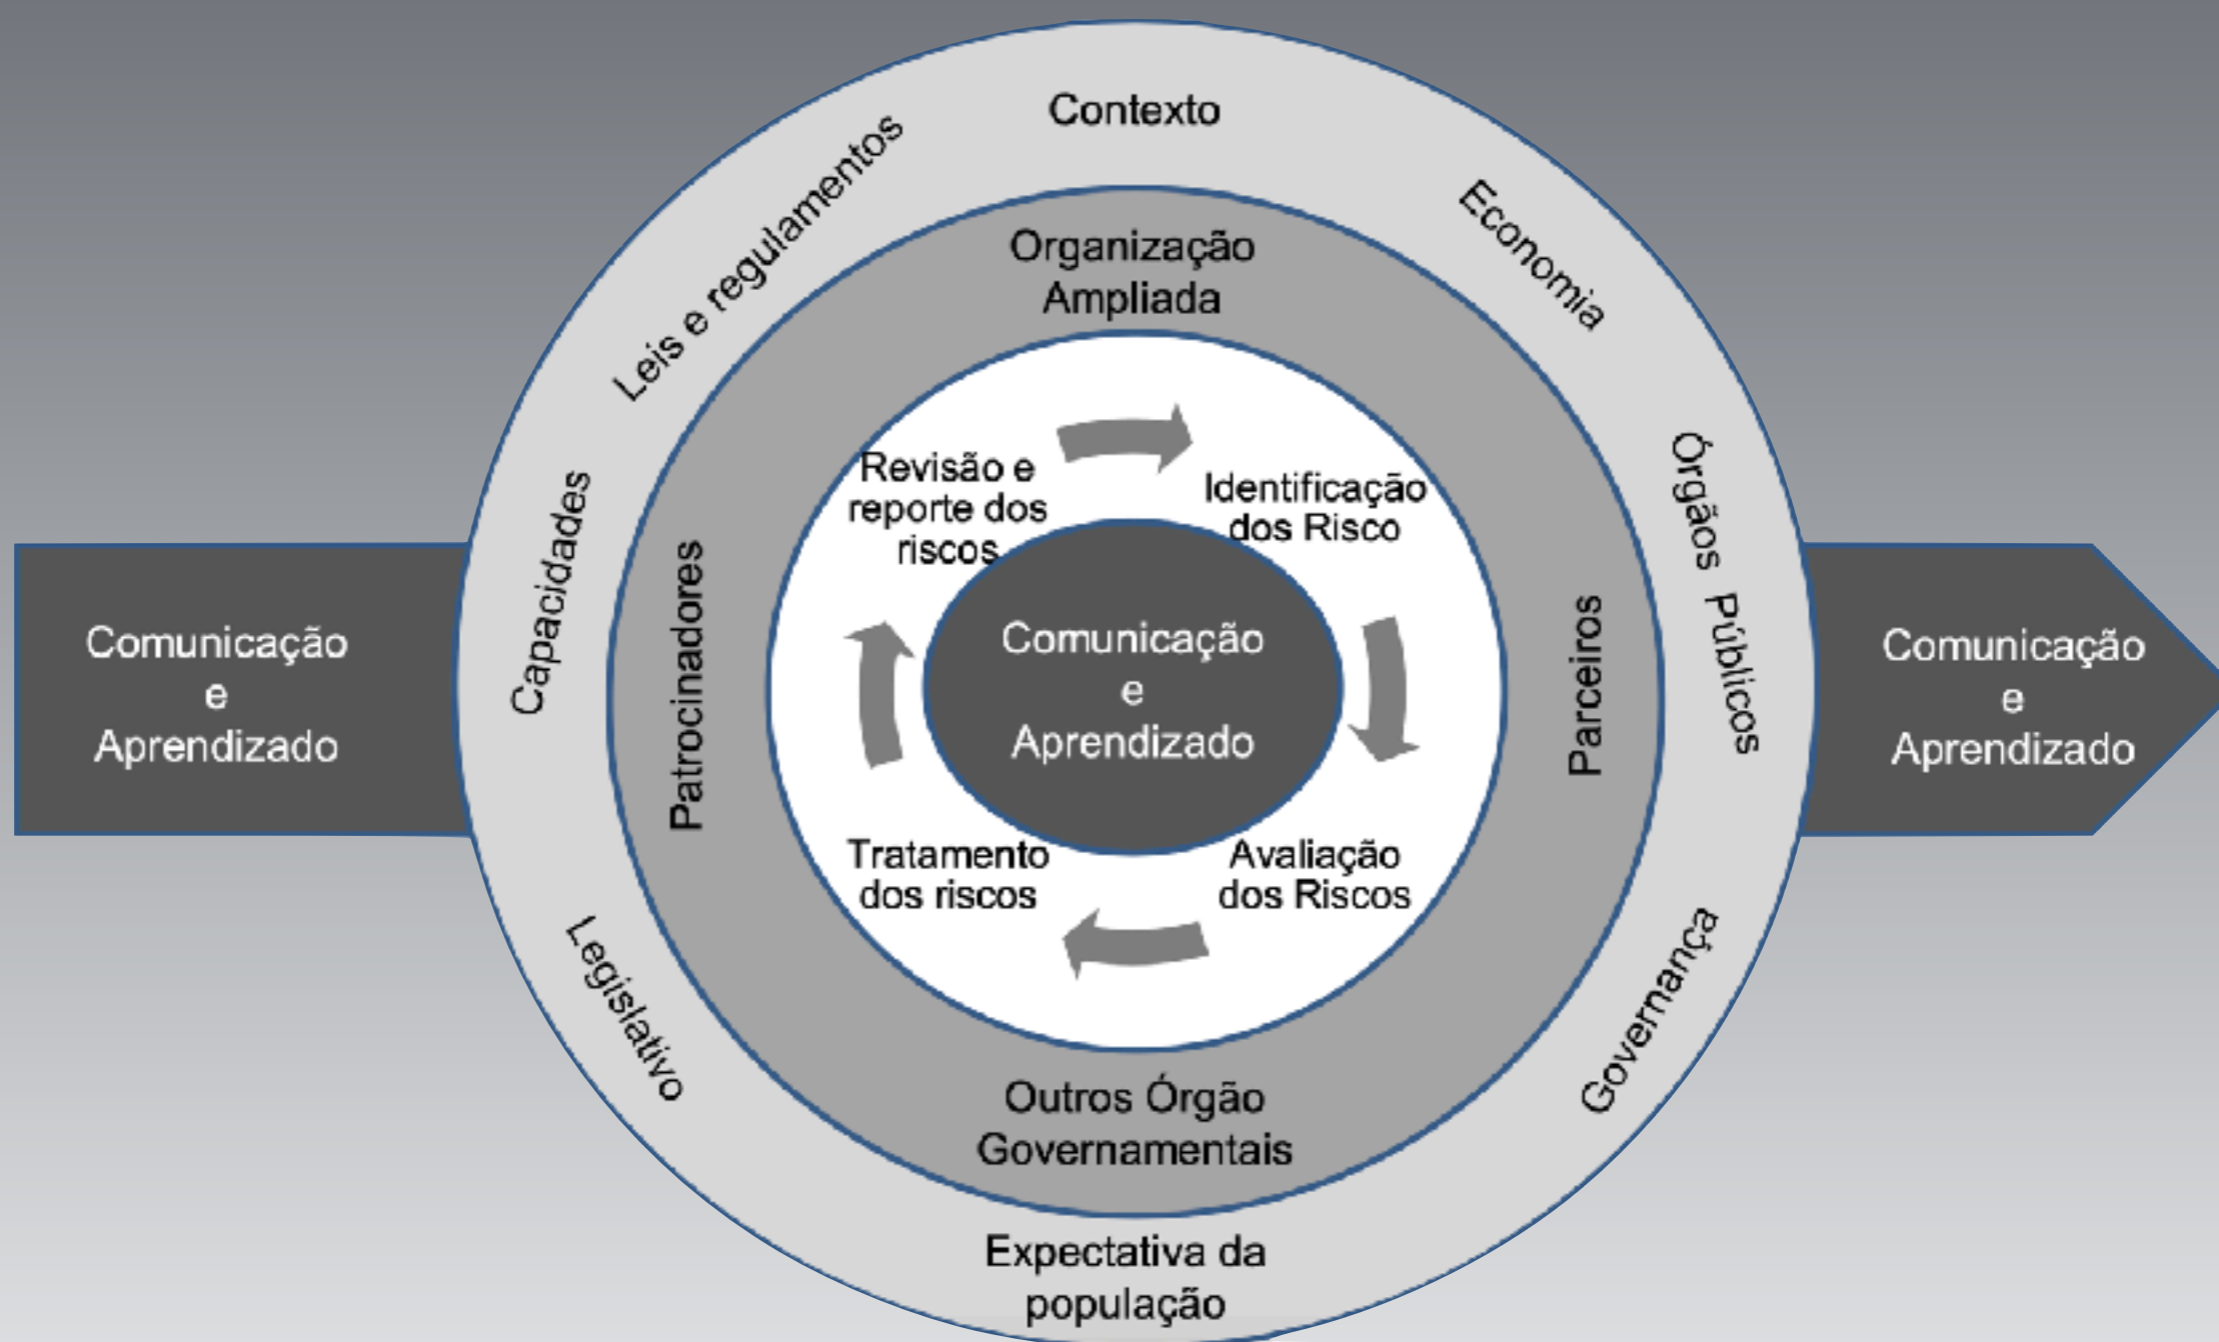 Contexto
Leis e regulamentos
Economia
Organização
Ampliada
Órgãos Públicos
Capacidades
Revisão e
reporte dos
riscos
Identificação
dos Risco
Comunicação
e
Aprendizado
Patrocinadores
Comunicação
e
Aprendizado
Parceiros
Comunicação
e
Aprendizado
Tratamento
dos riscos
Avaliação
dos Riscos
Legislativo
Governança
Outros Órgão
Governamentais
Expectativa da
população